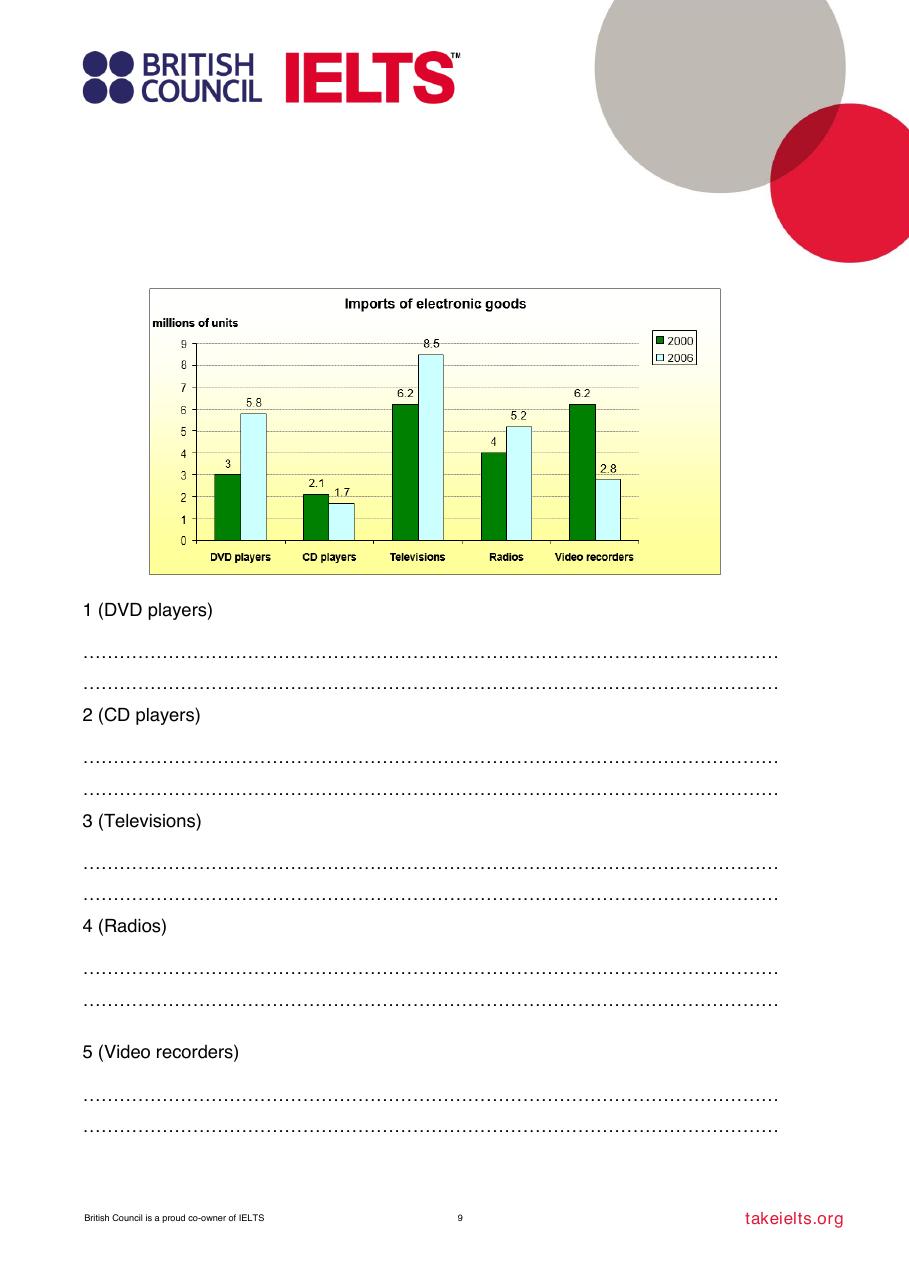 BRITISH
COUNCIL
IELTS™
Imports of electronic goods
millions of units
2000
2006
9
8
7
6
5
4
3
2
1
0
3
5.8
2.1
1.7
6.2
8.5
4
5.2
6.2
2.8
DVD players CD players Televisions Radios Video recorders
1 (DVD players)
…………………………………………………………………………………………………………
…………………………………………………………………………………………………………
2 (CD players)
…………………………………………………………………………………………………………
…………………………………………………………………………………………………………
3 (Televisions)
…………………………………………………………………………………………………………
…………………………………………………………………………………………………………
4 (Radios)
…………………………………………………………………………………………………………
…………………………………………………………………………………………………………
5 (Video recorders)
…………………………………………………………………………………………………………
…………………………………………………………………………………………………………
British Council is a proud co-owner of IELTS 9 takeielts.org